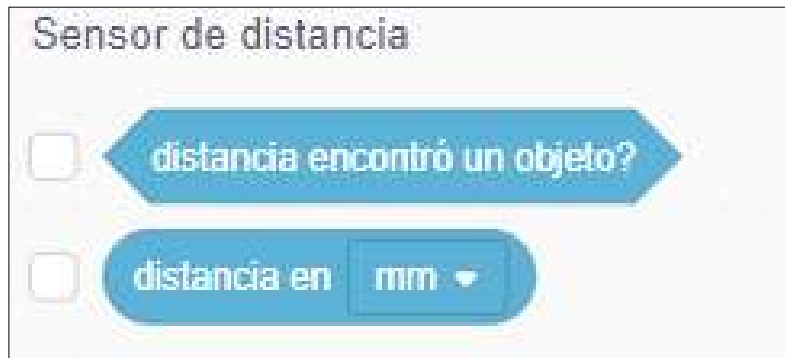 Sensor de distancia
distancia encontró un objeto?
distancia en mm